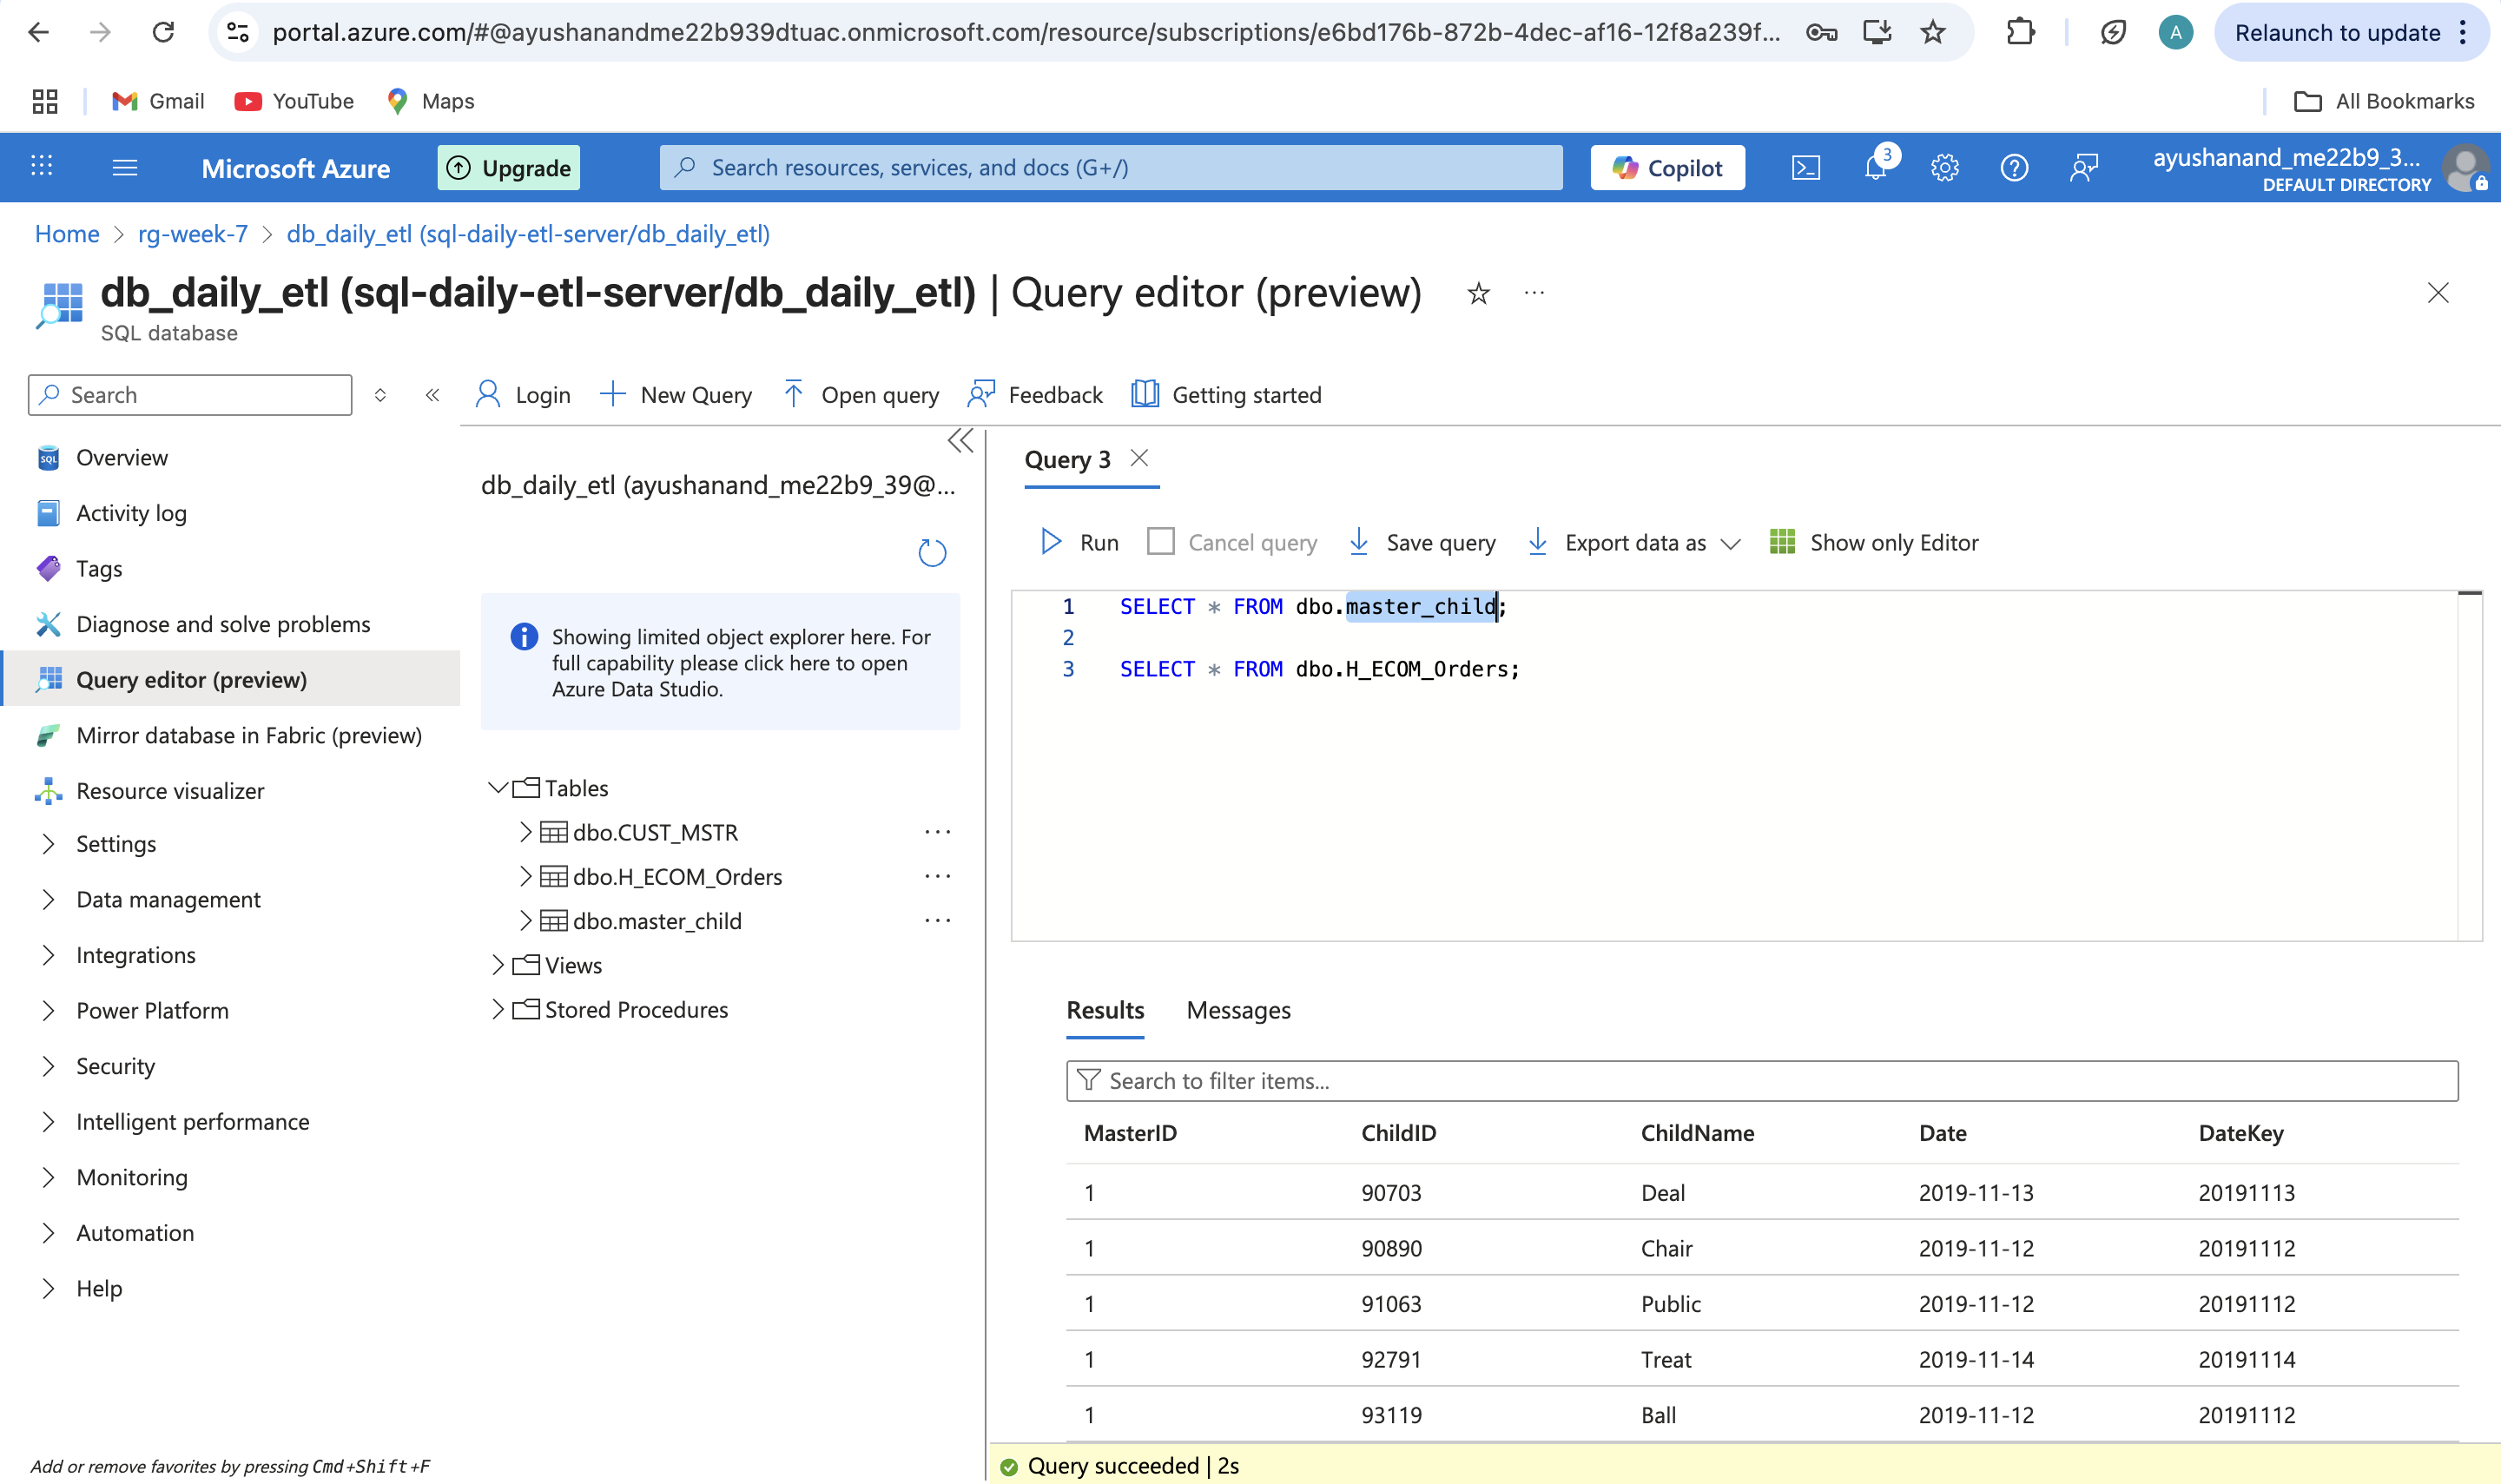 portal.azure.com/#@ayushanandme22b939dtuac.onmicrosoft.com/resource/subscriptions/e6bd176b-872b-4dec-af16-12f8a239f...
A
Relaunch to update
Gmail
YouTube
Maps
All Bookmarks
Microsoft Azure
Upgrade
Search resources, services, and docs (G+/)
Copilot
3
ayushanand_me22b9_3...
DEFAULT DIRECTORY
Home > rg-week-7 > db_daily_etl (sql-daily-etl-server/db_daily_etl)
db_daily_etl (sql-daily-etl-server/db_daily_etl) | Query editor (preview)
SQL database
Search
Login
New Query
Open query
Feedback
Getting started
SQL
Overview
Activity log
Tags
Diagnose and solve problems
Query editor (preview)
Mirror database in Fabric (preview)
Resource visualizer
Settings
Data management
Integrations
Power Platform
Security
Intelligent performance
Monitoring
Automation
Help
Add or remove favorites by pressing Cmd+Shift+F
db_daily_etl (ayushanand_me22b9_39@...
Showing limited object explorer here. For
full capability please click here to open
Azure Data Studio.
Tables
dbo.CUST_MSTR ...
dbo.H_ECOM_Orders ...
dbo.master_child ...
Views
Stored Procedures
Query 3
Run
Cancel query
Save query
Export data as
Show only Editor
1 SELECT * FROM dbo.master_child;
2
3 SELECT * FROM dbo.H_ECOM_Orders;
Results
Messages
Search to filter items...
MasterID ChildID ChildName Date DateKey
1 90703 Deal 2019-11-13 20191113
1 90890 Chair 2019-11-12 20191112
1 91063 Public 2019-11-12 20191112
1 92791 Treat 2019-11-14 20191114
1 93119 Ball 2019-11-12 20191112
Query succeeded | 2s